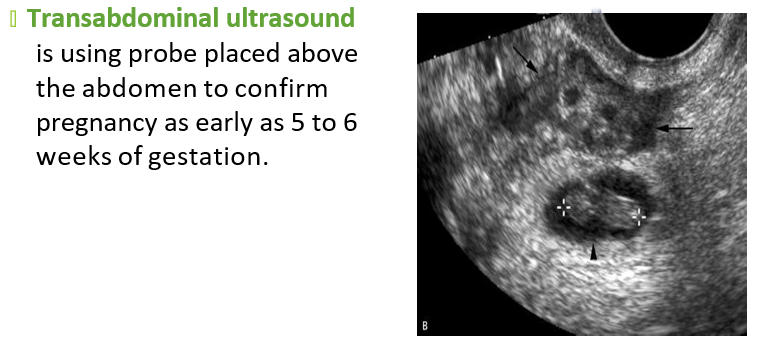 Transabdominal ultrasound
is using probe placed above
the abdomen to confirm
pregnancy as early as 5 to 6
weeks of gestation.
B